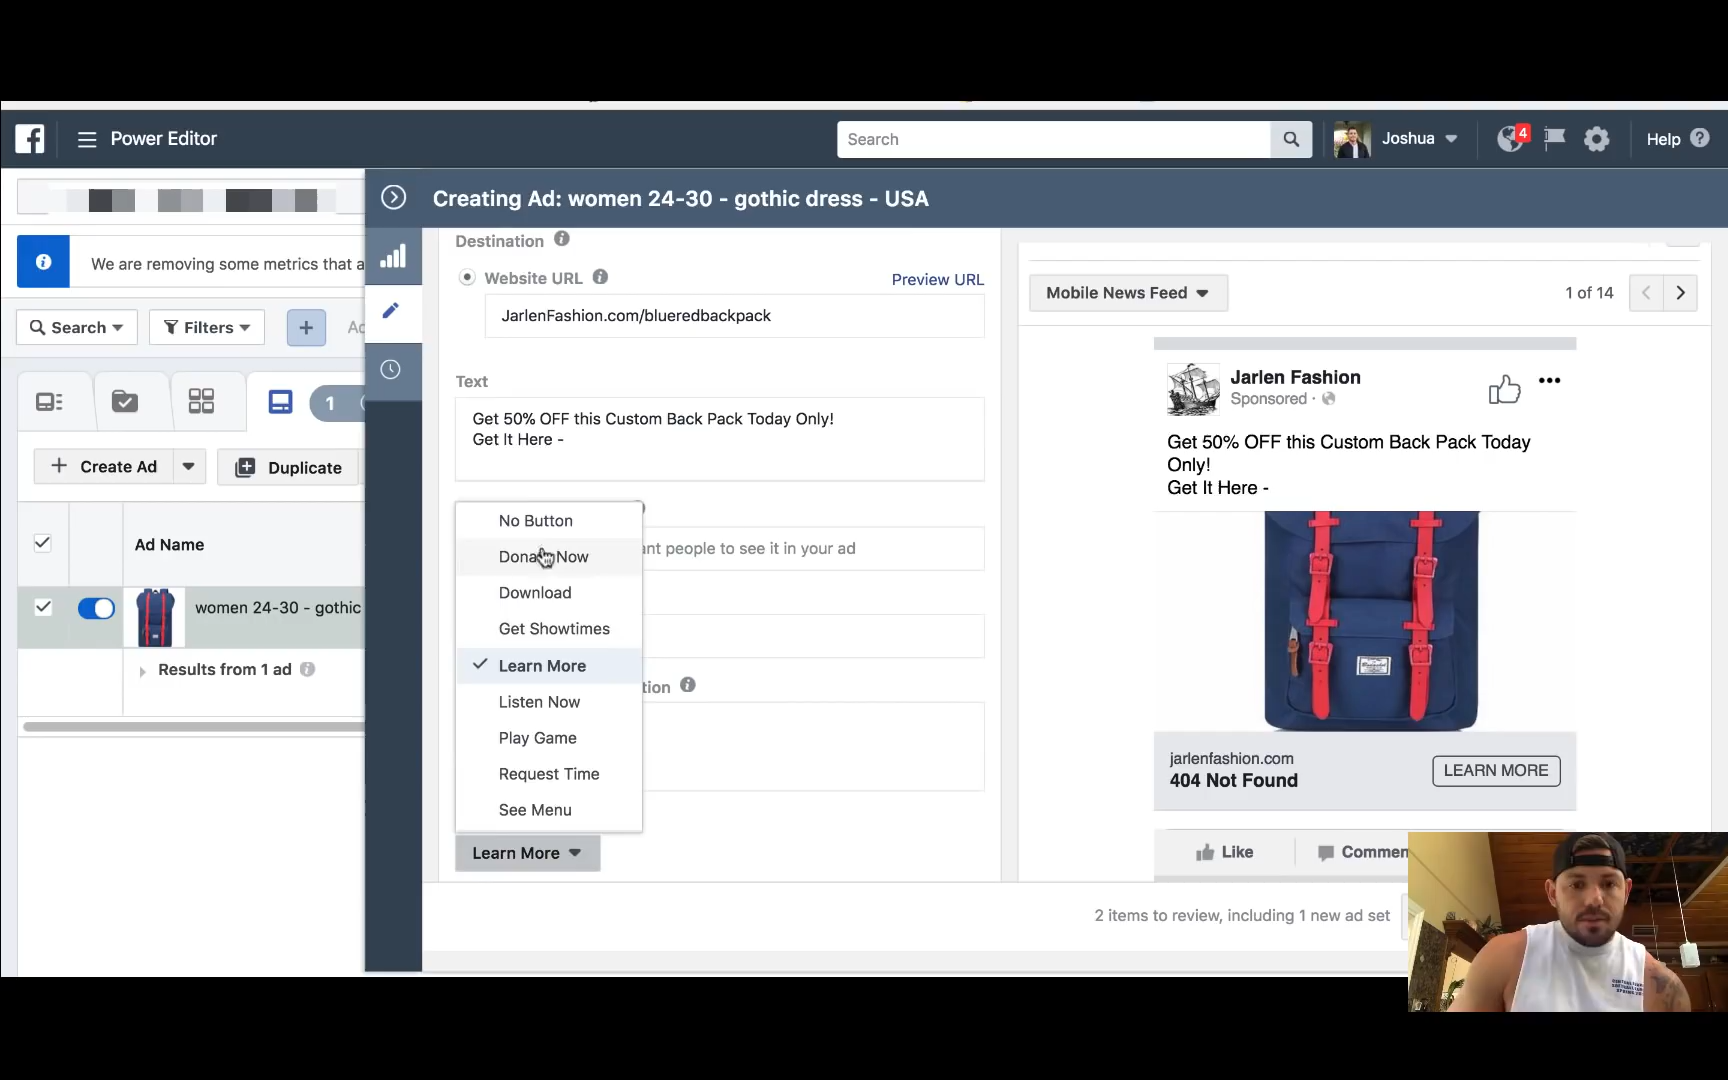 Power Editor
Search
Joshua
4
Help
Creating Ad: women 24-30 - gothic dress - USA
We are removing some metrics that a
Search
Filters
Ad
1
Create Ad
Duplicate
Ad Name
women 24-30 - gothic
Results from 1 ad
Destination
Website URL
Preview URL
JarlenFashion.com/blueredbackpack
Text
Get 50% OFF this Custom Back Pack Today Only!
Get It Here -
ant people to see it in your ad
tion
No Button
Donate Now
Download
Get Showtimes
Learn More
Listen Now
Play Game
Request Time
See Menu
Learn More
Mobile News Feed
1 of 14
Jarlen Fashion
Sponsored ·
Get 50% OFF this Custom Back Pack Today
Only!
Get It Here -
jarlenfashion.com
404 Not Found
LEARN MORE
Like
Commen
2 items to review, including 1 new ad set